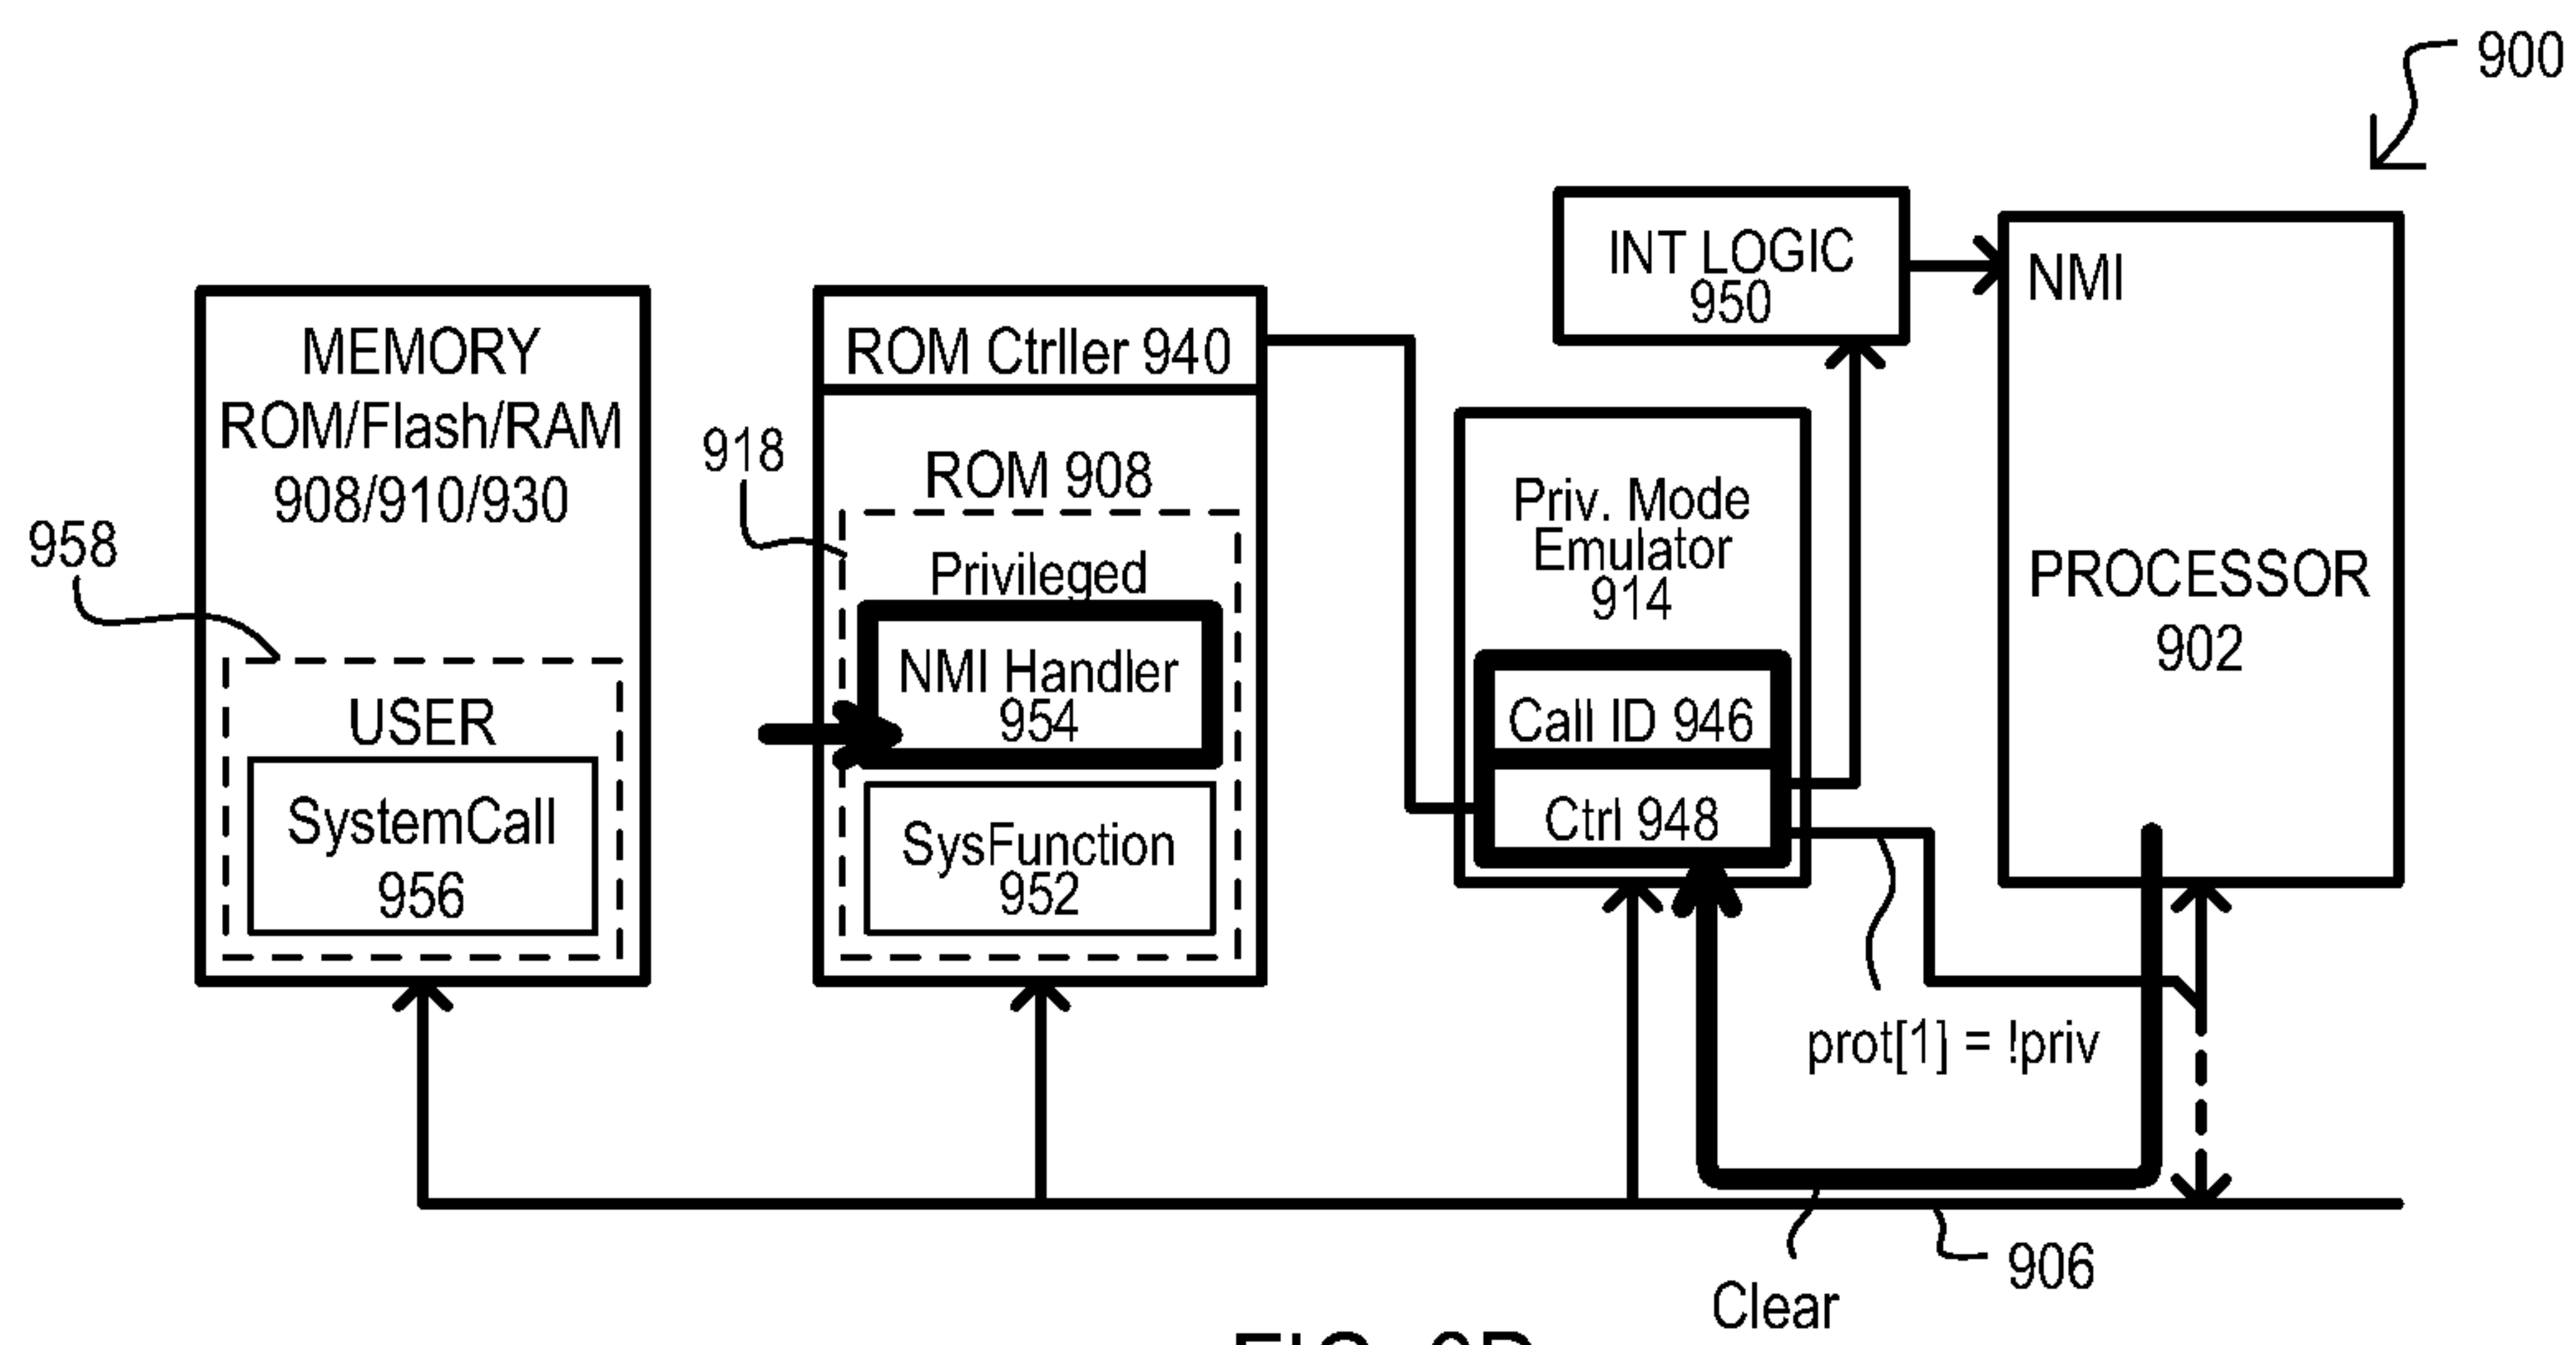 900
MEMORY
ROM/Flash/RAM
908/910/930
958
USER
SystemCall
956
ROM Ctrller 940
ROM 908
918
Privileged
NMI Handler
954
SysFunction
952
INT LOGIC
950
Priv. Mode
Emulator
914
Call ID 946
Ctrl 948
NMI
PROCESSOR
902
prot[1] = !priv
906
Clear